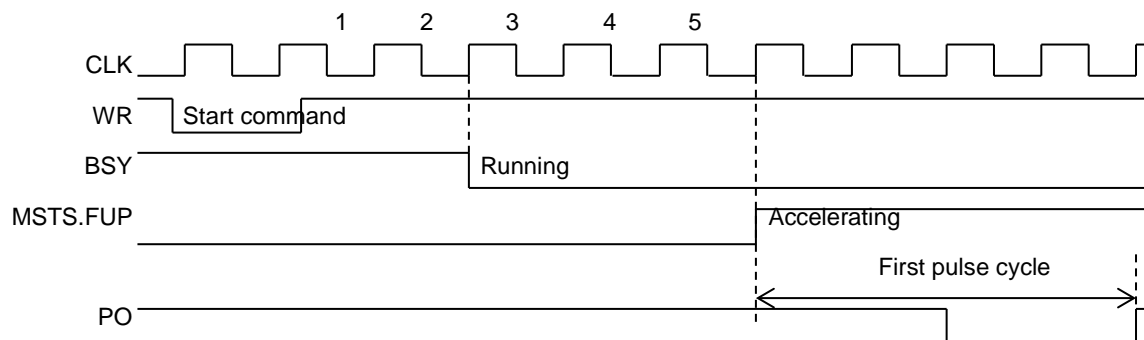 1 2 3 4 5
CLK
WR Start command
BSY Running
MSTS.FUP Accelerating
First pulse cycle
PO